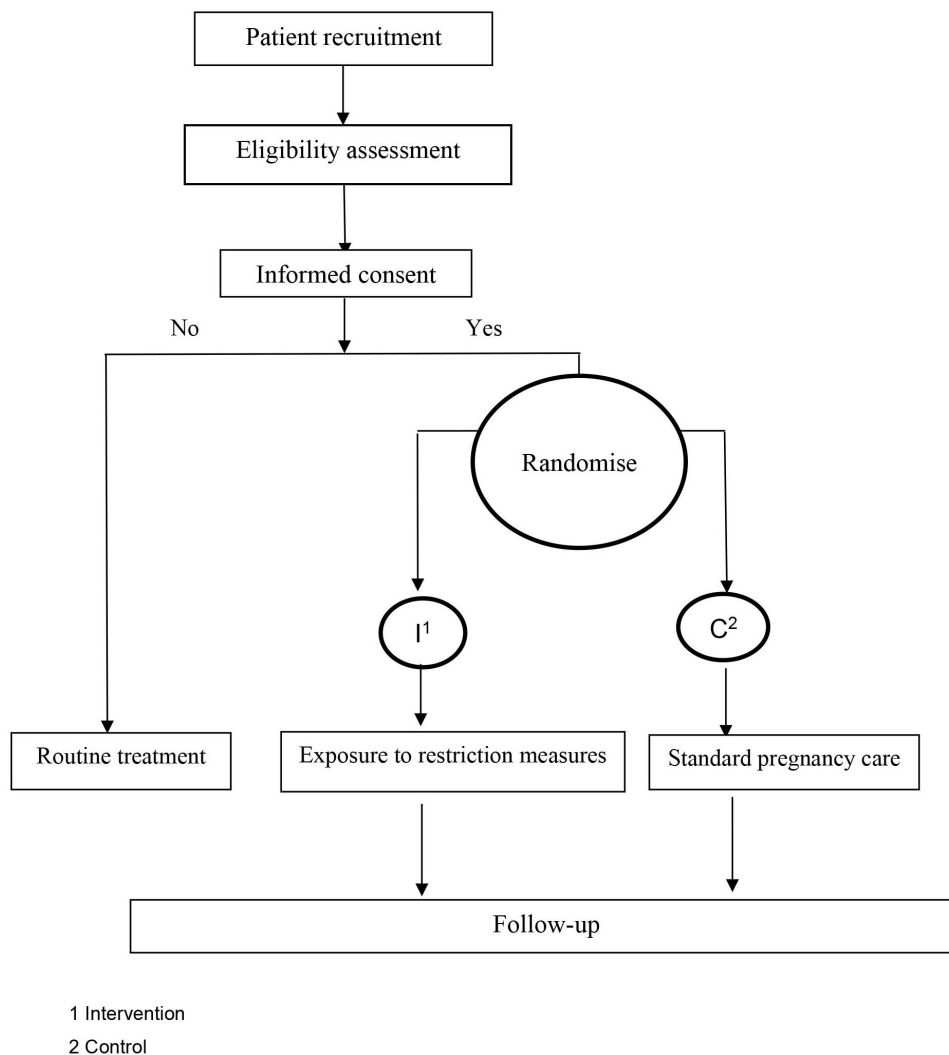 Patient recruitment
Eligibility assessment
Informed consent
No
Yes
Randomise
I¹
C²
Routine treatment
Exposure to restriction measures
Standard pregnancy care
Follow-up
1 Intervention
2 Control